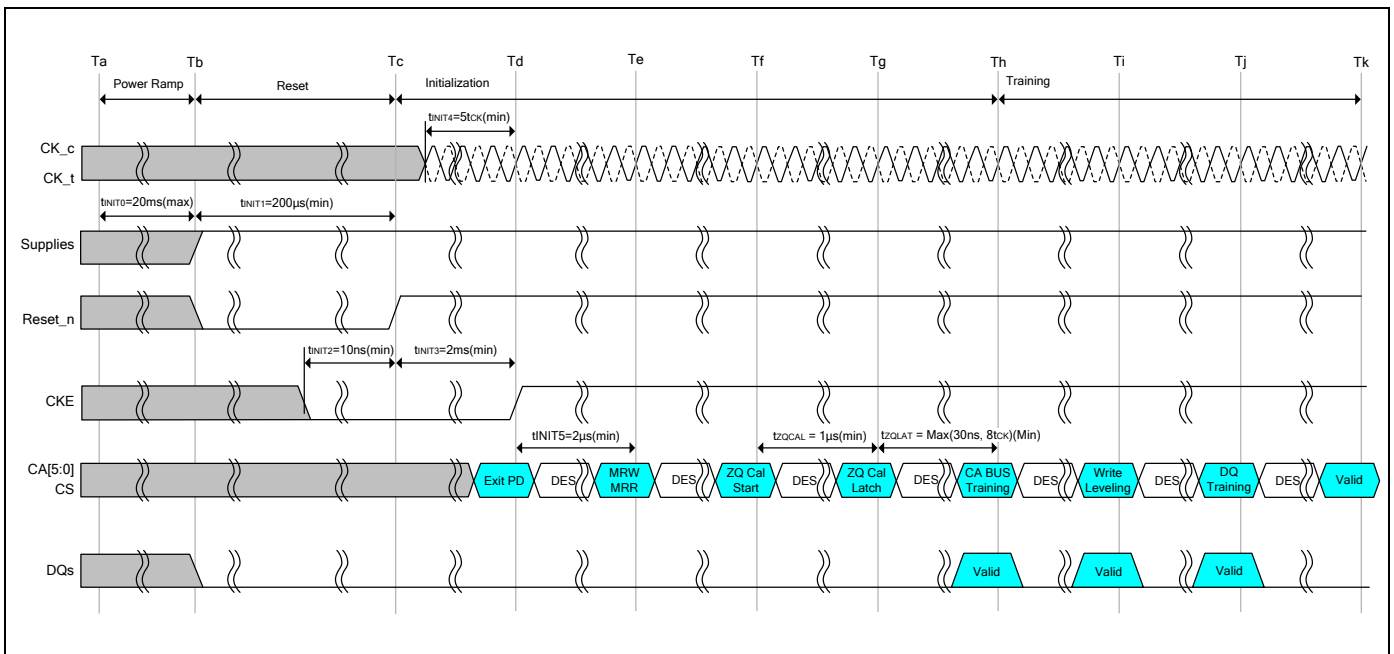 Ta Tb Tc Td Te Tf Tg Th Ti Tj Tk
Power Ramp Reset Initialization Training
tINIT4=5tCK(min)
CK_c
CK_t
tINIT0=20ms(max) tINIT1=200µs(min)
Supplies
Reset_n
tINIT2=10ns(min) tINIT3=2ms(min)
CKE
tINIT5=2µs(min) tZQCAL = 1µs(min) tZQLAT = Max(30ns, 8tCK)(Min)
CA[5:0]
CS
Exit PD DES MRW MRR DES ZQ Cal Start DES ZQ Cal Latch DES CA BUS Training DES Write Leveling DES DQ Training DES Valid
DQs Valid Valid Valid